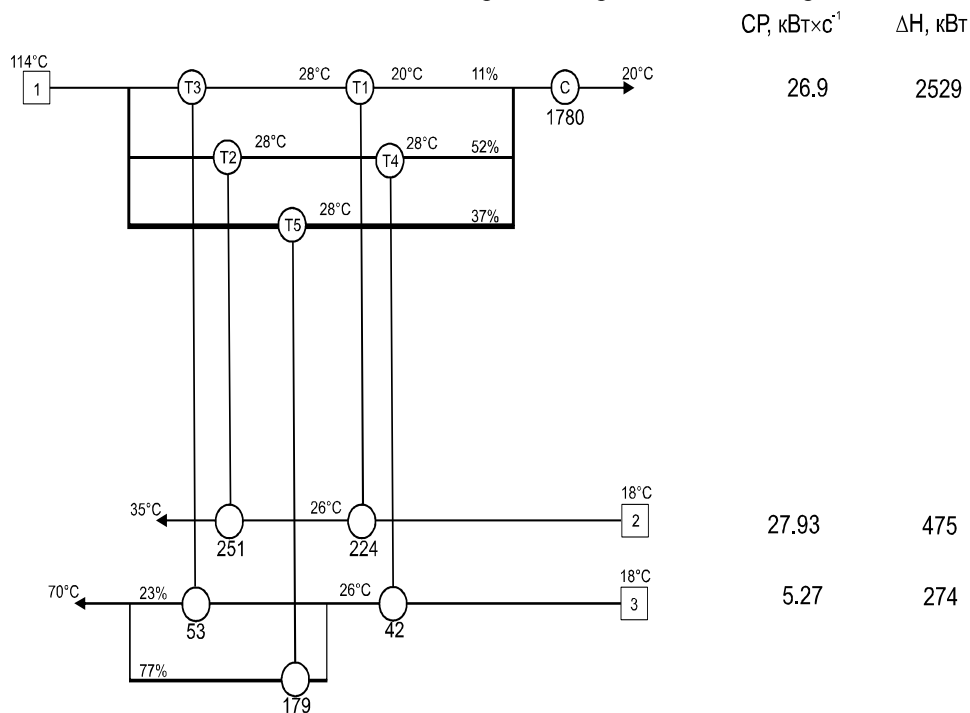 CP, кВт×с⁻¹ ΔH, кВт
114°C 28°C 20°C 11% 20°C
1 T3 T1 C 26.9 2529
1780
28°C 28°C 52%
T2 T4
28°C 37%
T5
18°C
35°C 26°C 2 27.93 475
251 224
18°C
70°C 23% 26°C 3 5.27 274
53 42
77%
179